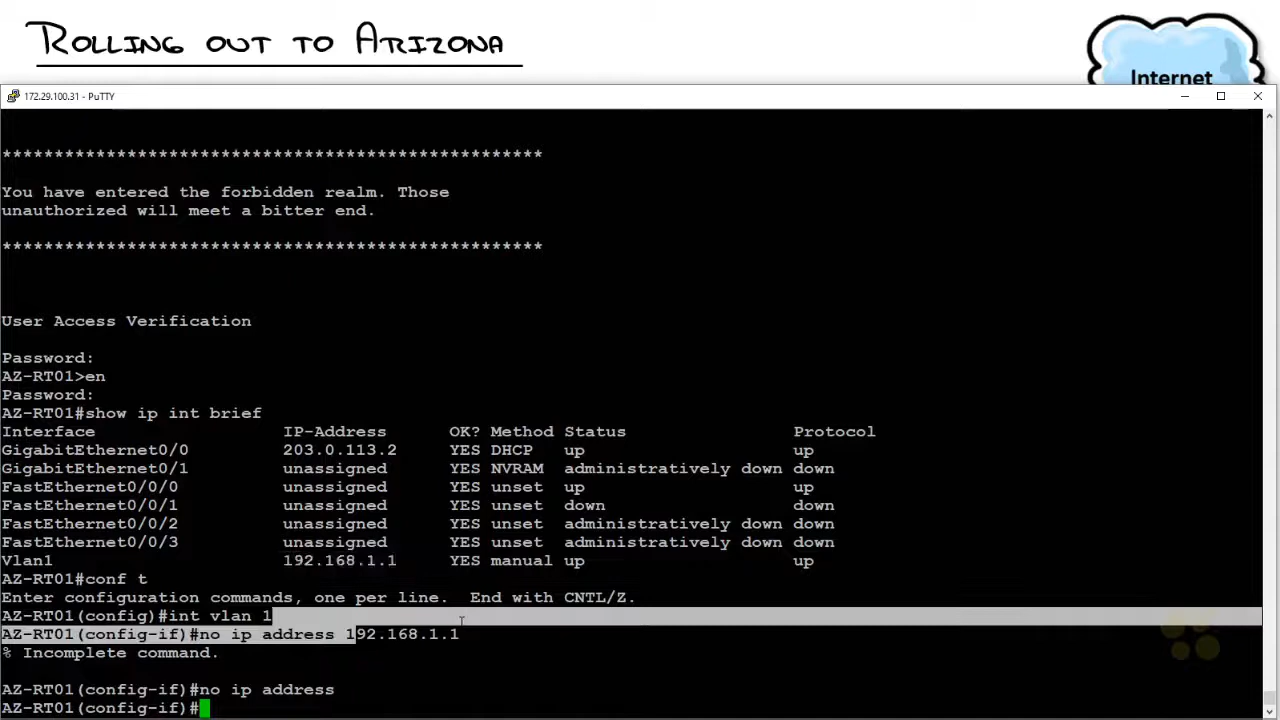 ROLLING OUT TO ARIZONA
Internet
172.29.100.31 - PuTTY
****************************************************
You have entered the forbidden realm. Those
unauthorized will meet a bitter end.
****************************************************
User Access Verification
Password:
AZ-RT01>en
Password:
AZ-RT01#show ip int brief
Interface IP-Address OK? Method Status Protocol
GigabitEthernet0/0 203.0.113.2 YES DHCP up up
GigabitEthernet0/1 unassigned YES NVRAM administratively down down
FastEthernet0/0/0 unassigned YES unset up up
FastEthernet0/0/1 unassigned YES unset down down
FastEthernet0/0/2 unassigned YES unset administratively down down
FastEthernet0/0/3 unassigned YES unset administratively down down
Vlan1 192.168.1.1 YES manual up up
AZ-RT01#conf t
Enter configuration commands, one per line. End with CNTL/Z.
AZ-RT01(config)#int vlan 1
AZ-RT01(config-if)#no ip address 192.168.1.1
% Incomplete command.
AZ-RT01(config-if)#no ip address
AZ-RT01(config-if)#